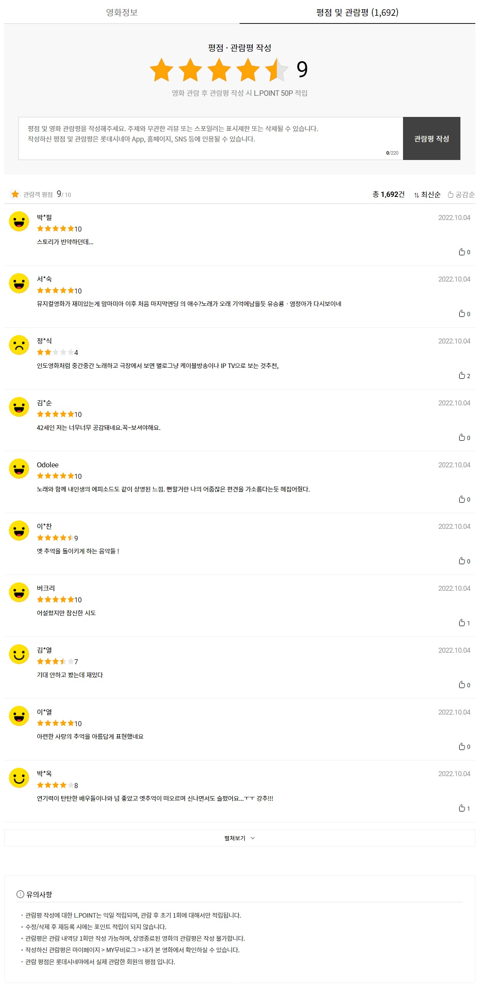 영화정보
평점 및 관람평 (1,692)
평점 · 관람평 작성
9
영화 관람 후 관람평 작성 시 L.POINT 50P 적립
평점 및 영화 관람평을 작성해주세요. 주제와 무관한 리뷰 또는 스포일러는 표시제한 또는 삭제될 수 있습니다.
작성하신 평점 및 관람평은 롯데시네마 App, 홈페이지, SNS 등에 인용될 수 있습니다.
0/220
관람평 작성
관람객 평점 9/ 10
총 1,692건 최신순 공감순
박*필 2022.10.04
10
스토리가 빈약하던데...
0
서*숙 2022.10.04
10
뮤지컬영화가 재미있는게 맘마미아 이후 처음 마지막엔딩 의 애수?노래가 오래 기억에남을듯 유승룡ㆍ염정아가 다시보이네
0
정*식 2022.10.04
4
인도영화처럼 중간중간 노래하고 극장에서 보면 별로그냥 케이블방송이나 IP TV으로 보는 것추천,
2
김*순 2022.10.04
10
42세인 저는 너무너무 공감돼네요.꼭~보셔야해요.
0
Odolee 2022.10.04
10
노래와 함께 내인생의 에피소드도 같이 상영된 느낌. 뻔할거란 나의 어줍잖은 편견을 가소롭다는듯 헤집어줬다.
0
이*찬 2022.10.04
9
옛 추억을 돌이키게 하는 음악들 !
0
버크리 2022.10.04
10
어설펐지만 참신한 시도
1
김*열 2022.10.04
7
기대 안하고 봤는데 재밌다
0
이*열 2022.10.04
10
아련한 사랑의 추억을 아름답게 표현했네요
0
박*옥 2022.10.04
8
연기력이 탄탄한 배우들이나와 넘 좋았고 옛추억이 떠오르며 신나면서도 슬펐어요...ㅜㅜ 강추!!!
1
펼쳐보기
유의사항
· 관람평 작성에 대한 L.POINT는 익일 적립되며, 관람 후 초기 1회에 대해서만 적립됩니다.
· 수정/삭제 후 재등록 시에는 포인트 적립이 되지 않습니다.
· 관람평은 관람 내역당 1회만 작성 가능하며, 상영종료된 영화의 관람평은 작성 불가합니다.
· 작성하신 관람평은 마이페이지 > MY무비로그 > 내가 본 영화에서 확인하실 수 있습니다.
· 관람 평점은 롯데시네마에서 실제 관람한 회원의 평점 입니다.